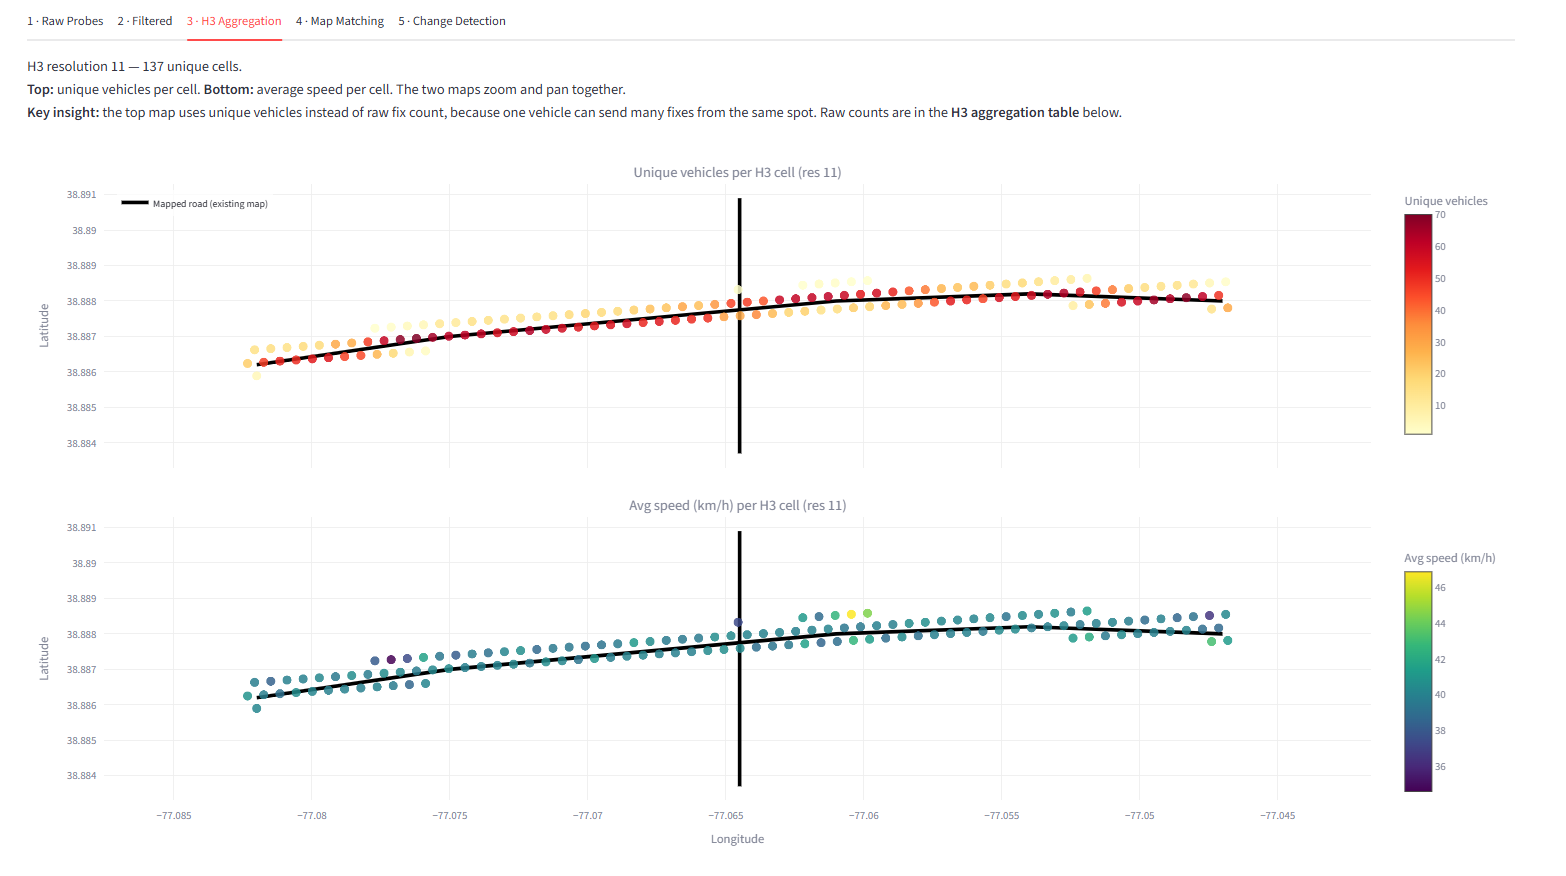 1 · Raw Probes 2 · Filtered 3 · H3 Aggregation 4 · Map Matching 5 · Change Detection
H3 resolution 11 — 137 unique cells.
Top: unique vehicles per cell. Bottom: average speed per cell. The two maps zoom and pan together.
Key insight: the top map uses unique vehicles instead of raw fix count, because one vehicle can send many fixes from the same spot. Raw counts are in the H3 aggregation table below.
Unique vehicles per H3 cell (res 11)
Latitude
38.891
38.89
38.889
38.888
38.887
38.886
38.885
38.884
Mapped road (existing map)
Unique vehicles
70
60
50
40
30
20
10
Avg speed (km/h) per H3 cell (res 11)
Latitude
38.891
38.89
38.889
38.888
38.887
38.886
38.885
38.884
Avg speed (km/h)
46
44
42
40
38
36
−77.085 −77.08 −77.075 −77.07 −77.065 −77.06 −77.055 −77.05 −77.045
Longitude